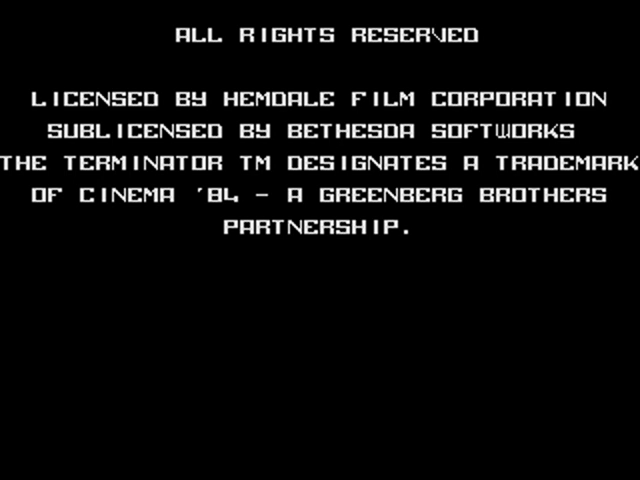 ALL RIGHTS RESERVED
LICENSED BY HEMDALE FILM CORPORATION
SUBLICENSED BY BETHESDA SOFTWORKS
THE TERMINATOR TM DESIGNATES A TRADEMARK
OF CINEMA '84 - A GREENBERG BROTHERS
PARTNERSHIP.